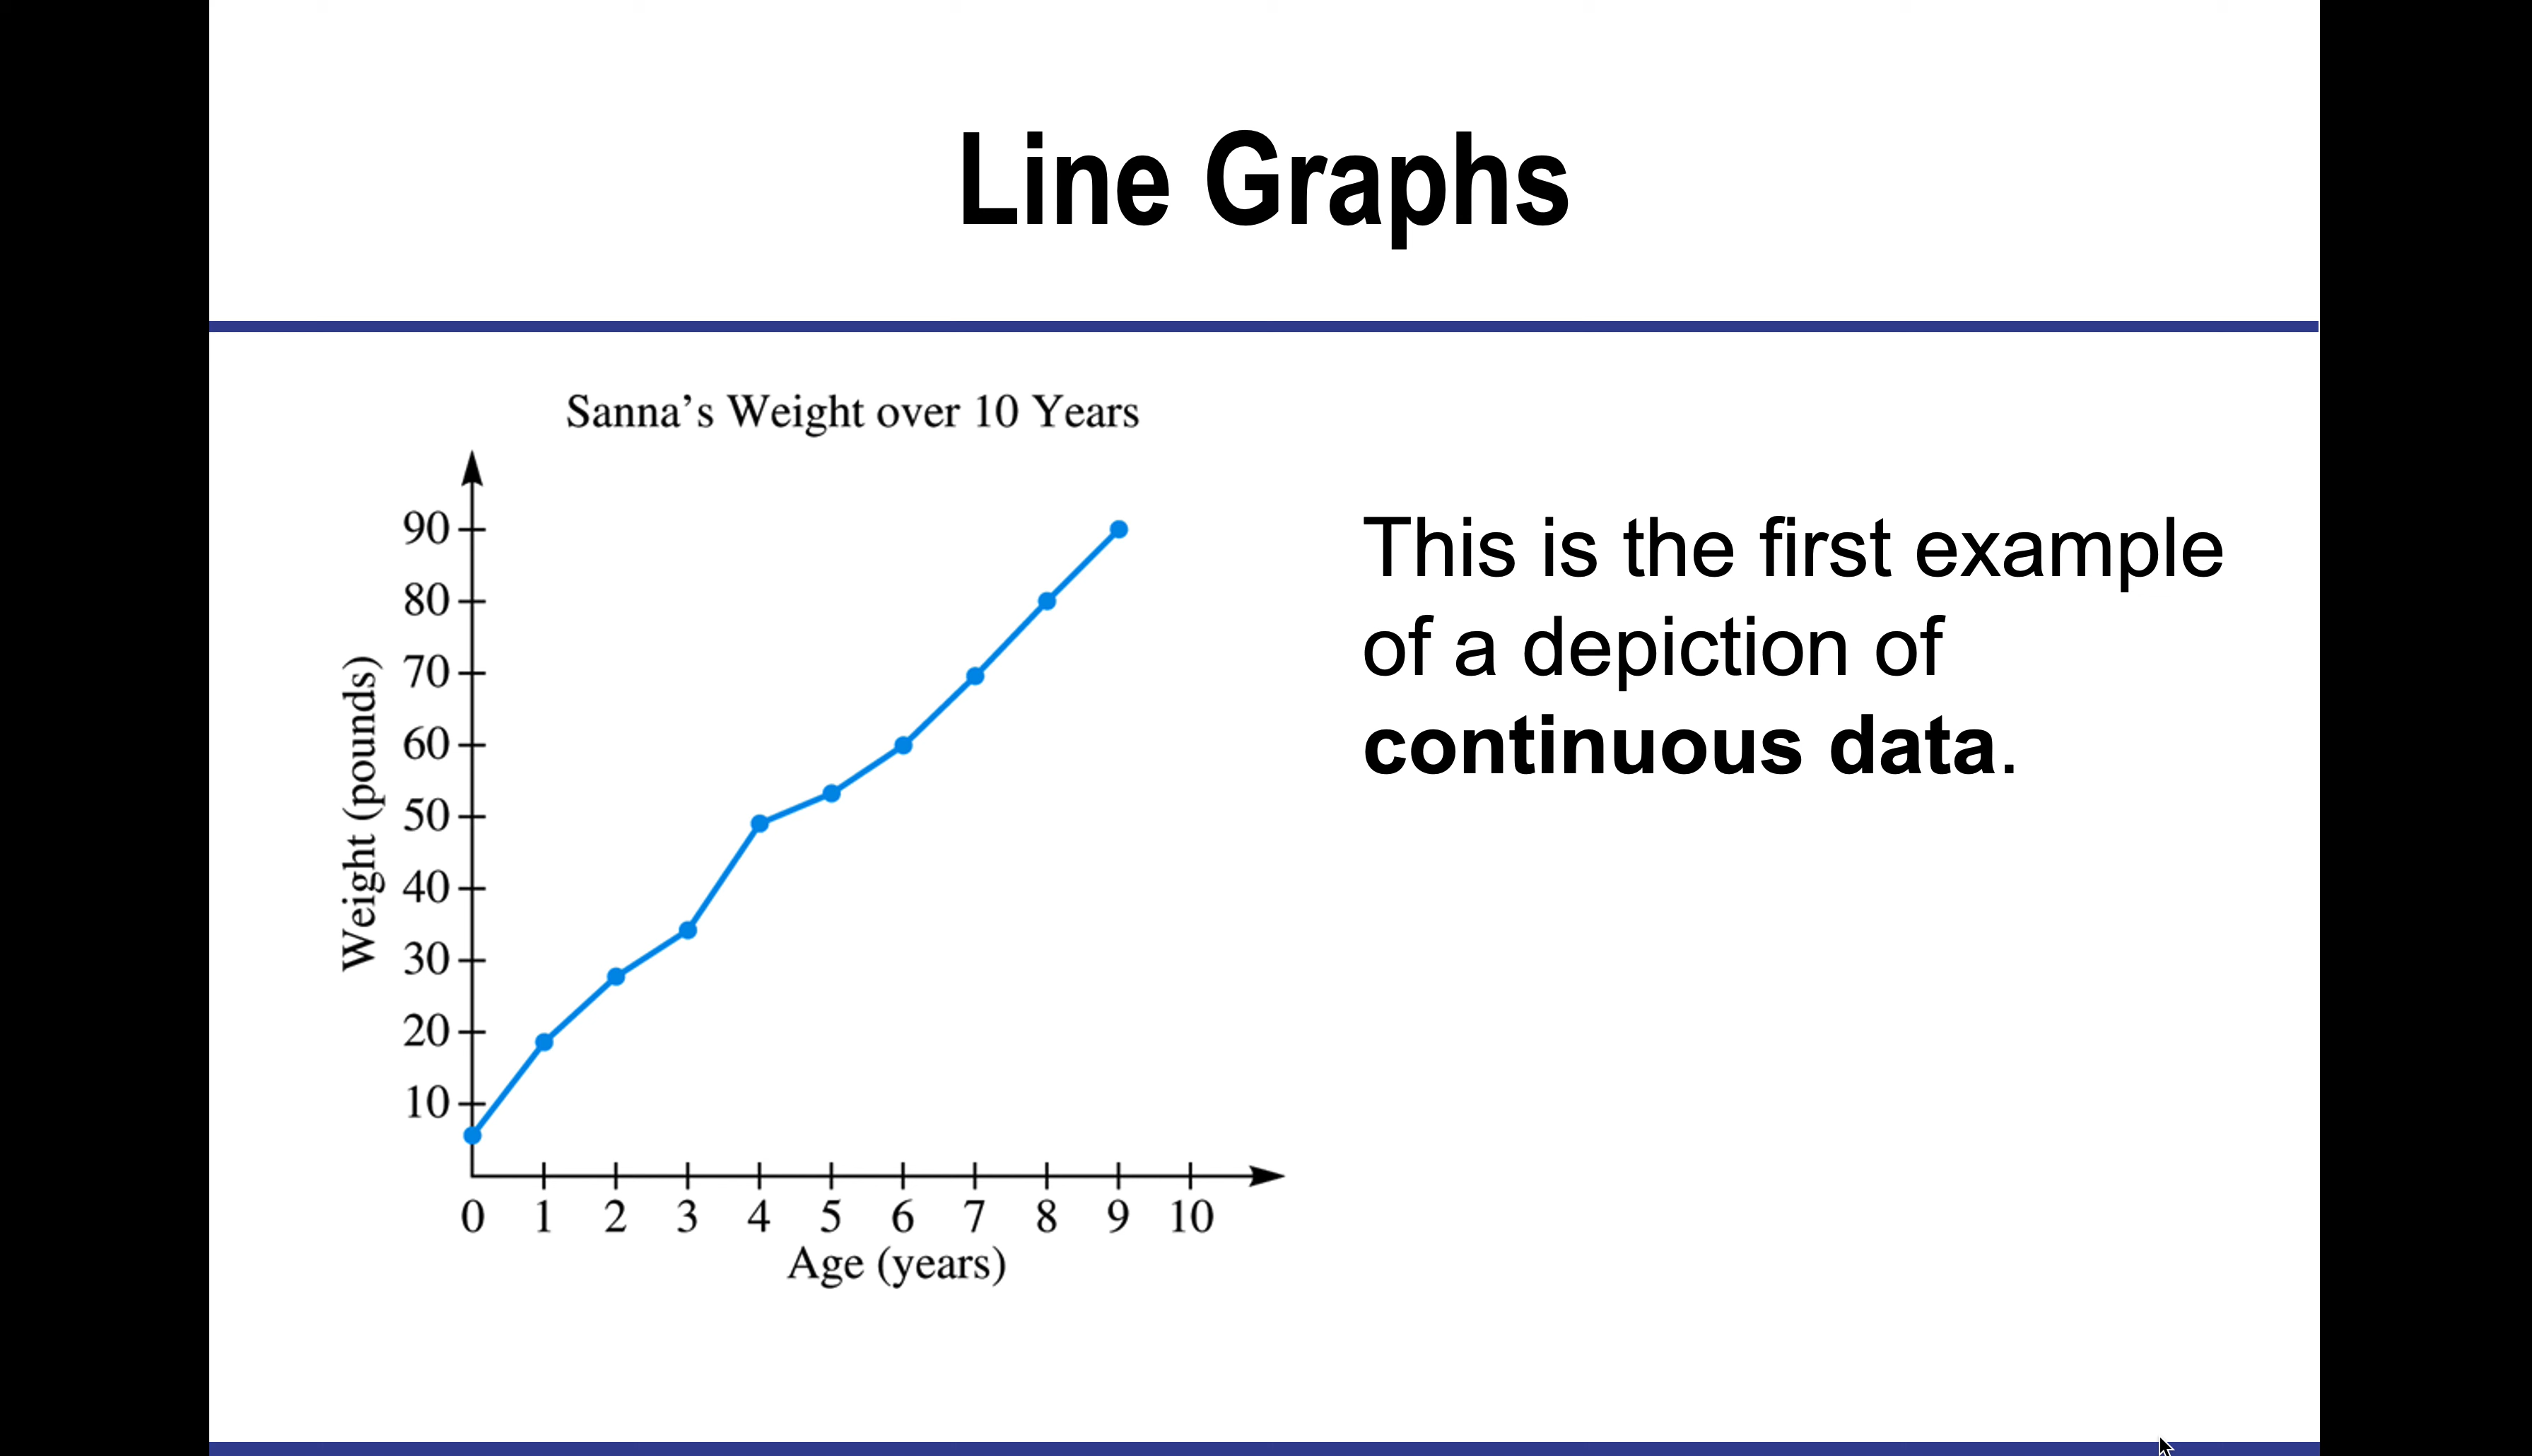 Line Graphs
Sanna’s Weight over 10 Years
Weight (pounds)
90
80
70
60
50
40
30
20
10
0 1 2 3 4 5 6 7 8 9 10
Age (years)
This is the first example
of a depiction of
continuous data.